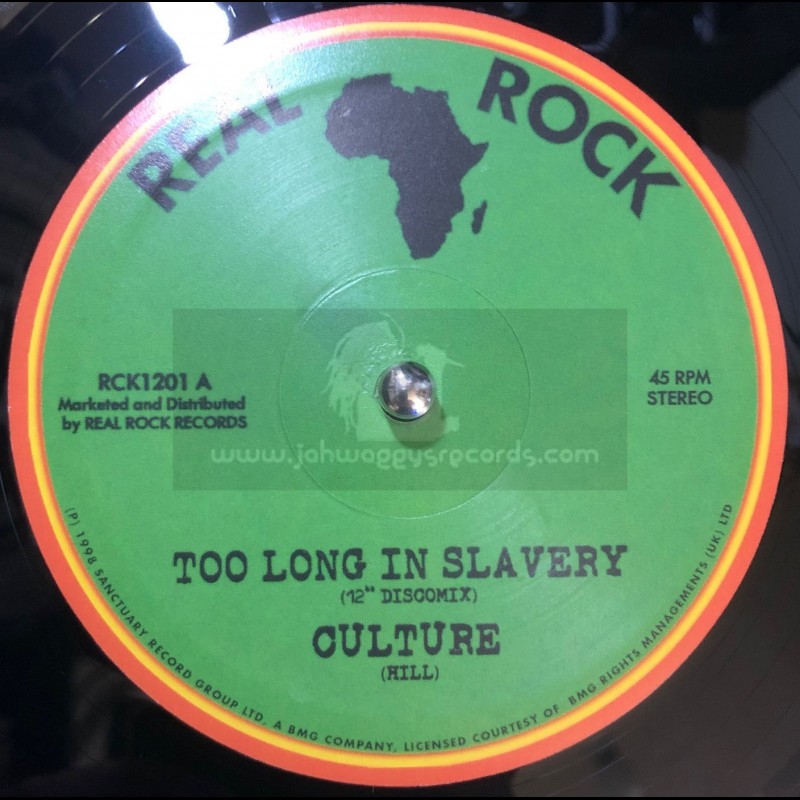 REAL ROCK
RCK1201 A
Marketed and Distributed
by REAL ROCK RECORDS
45 RPM
STEREO
www.jahwaggysrecords.com
TOO LONG IN SLAVERY
(12" DISCOMIX)
CULTURE
(HILL)
(P) 1998 SANCTUARY RECORD GROUP LTD. A BMG COMPANY, LICENSED COURTESY OF BMG RIGHTS MANAGEMENTS (UK) LTD